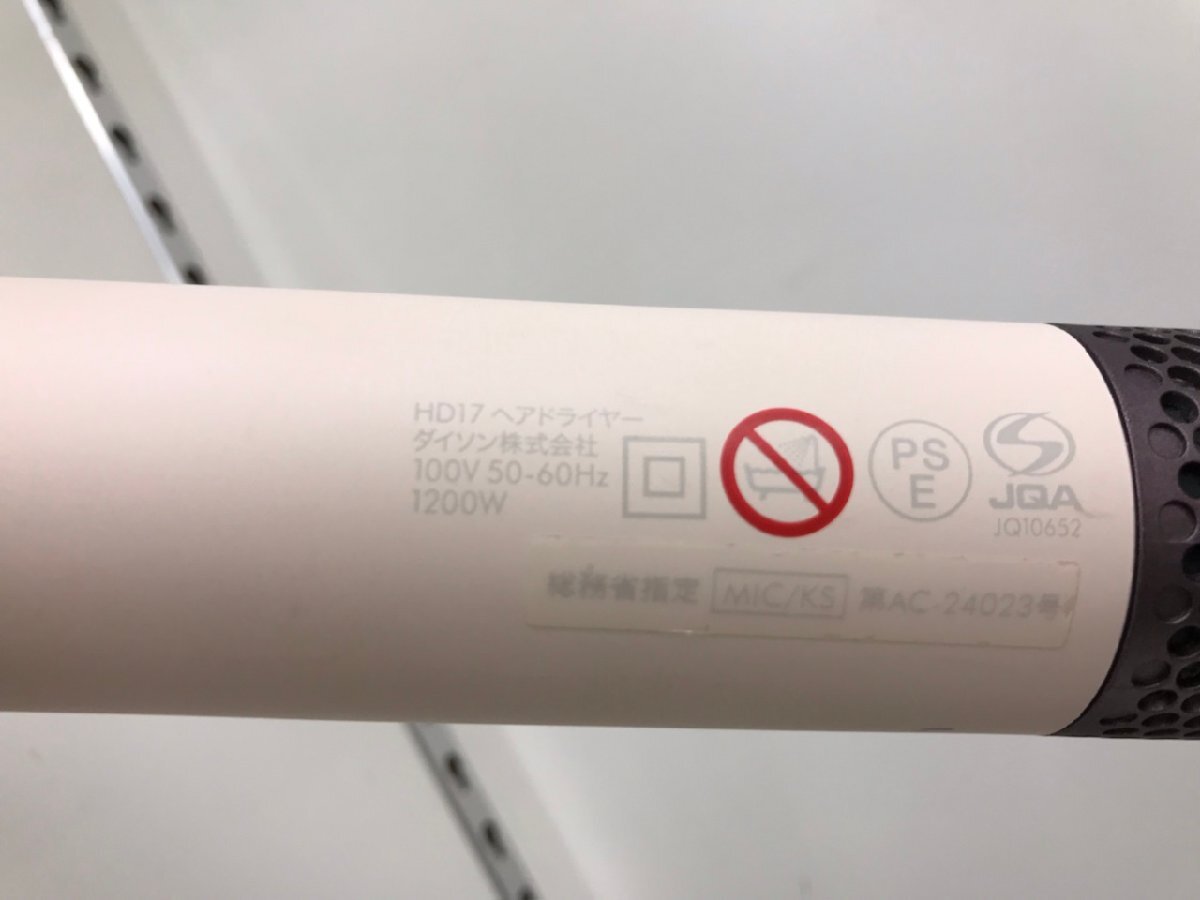 HD17 ヘアドライヤー
ダイソン株式会社
100V 50-60Hz
1200W
PS
E
JQA
JQ10652
総務省指定 MIC/KS 第AC-24023号